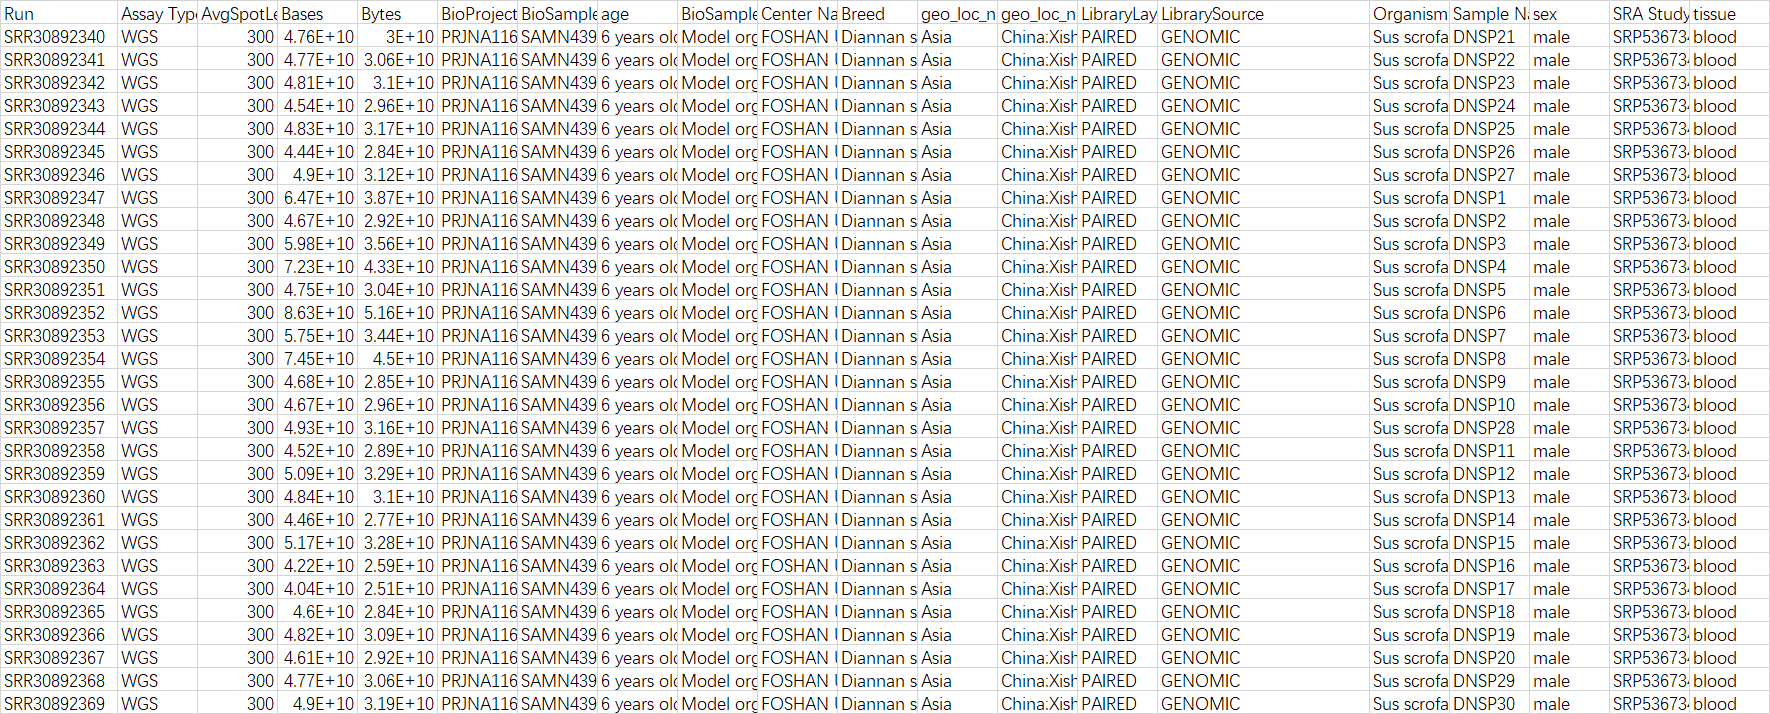 Run Assay Type AvgSpotLe Bases Bytes BioProject BioSample age BioSample Center Na Breed geo_loc_n geo_loc_n LibraryLay LibrarySource Organism Sample Na sex SRA Study tissue
SRR30892340 WGS 300 4.76E+10 3E+10 PRJNA116 SAMN439 6 years old Model org FOSHAN U Diannan s Asia China:Xish PAIRED GENOMIC Sus scrofa DNSP21 male SRP53673 blood
SRR30892341 WGS 300 4.77E+10 3.06E+10 PRJNA116 SAMN439 6 years old Model org FOSHAN U Diannan s Asia China:Xish PAIRED GENOMIC Sus scrofa DNSP22 male SRP53673 blood
SRR30892342 WGS 300 4.81E+10 3.1E+10 PRJNA116 SAMN439 6 years old Model org FOSHAN U Diannan s Asia China:Xish PAIRED GENOMIC Sus scrofa DNSP23 male SRP53673 blood
SRR30892343 WGS 300 4.54E+10 2.96E+10 PRJNA116 SAMN439 6 years old Model org FOSHAN U Diannan s Asia China:Xish PAIRED GENOMIC Sus scrofa DNSP24 male SRP53673 blood
SRR30892344 WGS 300 4.83E+10 3.17E+10 PRJNA116 SAMN439 6 years old Model org FOSHAN U Diannan s Asia China:Xish PAIRED GENOMIC Sus scrofa DNSP25 male SRP53673 blood
SRR30892345 WGS 300 4.44E+10 2.84E+10 PRJNA116 SAMN439 6 years old Model org FOSHAN U Diannan s Asia China:Xish PAIRED GENOMIC Sus scrofa DNSP26 male SRP53673 blood
SRR30892346 WGS 300 4.9E+10 3.12E+10 PRJNA116 SAMN439 6 years old Model org FOSHAN U Diannan s Asia China:Xish PAIRED GENOMIC Sus scrofa DNSP27 male SRP53673 blood
SRR30892347 WGS 300 6.47E+10 3.87E+10 PRJNA116 SAMN439 6 years old Model org FOSHAN U Diannan s Asia China:Xish PAIRED GENOMIC Sus scrofa DNSP1 male SRP53673 blood
SRR30892348 WGS 300 4.67E+10 2.92E+10 PRJNA116 SAMN439 6 years old Model org FOSHAN U Diannan s Asia China:Xish PAIRED GENOMIC Sus scrofa DNSP2 male SRP53673 blood
SRR30892349 WGS 300 5.98E+10 3.56E+10 PRJNA116 SAMN439 6 years old Model org FOSHAN U Diannan s Asia China:Xish PAIRED GENOMIC Sus scrofa DNSP3 male SRP53673 blood
SRR30892350 WGS 300 7.23E+10 4.33E+10 PRJNA116 SAMN439 6 years old Model org FOSHAN U Diannan s Asia China:Xish PAIRED GENOMIC Sus scrofa DNSP4 male SRP53673 blood
SRR30892351 WGS 300 4.75E+10 3.04E+10 PRJNA116 SAMN439 6 years old Model org FOSHAN U Diannan s Asia China:Xish PAIRED GENOMIC Sus scrofa DNSP5 male SRP53673 blood
SRR30892352 WGS 300 8.63E+10 5.16E+10 PRJNA116 SAMN439 6 years old Model org FOSHAN U Diannan s Asia China:Xish PAIRED GENOMIC Sus scrofa DNSP6 male SRP53673 blood
SRR30892353 WGS 300 5.75E+10 3.44E+10 PRJNA116 SAMN439 6 years old Model org FOSHAN U Diannan s Asia China:Xish PAIRED GENOMIC Sus scrofa DNSP7 male SRP53673 blood
SRR30892354 WGS 300 7.45E+10 4.5E+10 PRJNA116 SAMN439 6 years old Model org FOSHAN U Diannan s Asia China:Xish PAIRED GENOMIC Sus scrofa DNSP8 male SRP53673 blood
SRR30892355 WGS 300 4.68E+10 2.85E+10 PRJNA116 SAMN439 6 years old Model org FOSHAN U Diannan s Asia China:Xish PAIRED GENOMIC Sus scrofa DNSP9 male SRP53673 blood
SRR30892356 WGS 300 4.67E+10 2.96E+10 PRJNA116 SAMN439 6 years old Model org FOSHAN U Diannan s Asia China:Xish PAIRED GENOMIC Sus scrofa DNSP10 male SRP53673 blood
SRR30892357 WGS 300 4.93E+10 3.16E+10 PRJNA116 SAMN439 6 years old Model org FOSHAN U Diannan s Asia China:Xish PAIRED GENOMIC Sus scrofa DNSP28 male SRP53673 blood
SRR30892358 WGS 300 4.52E+10 2.89E+10 PRJNA116 SAMN439 6 years old Model org FOSHAN U Diannan s Asia China:Xish PAIRED GENOMIC Sus scrofa DNSP11 male SRP53673 blood
SRR30892359 WGS 300 5.09E+10 3.29E+10 PRJNA116 SAMN439 6 years old Model org FOSHAN U Diannan s Asia China:Xish PAIRED GENOMIC Sus scrofa DNSP12 male SRP53673 blood
SRR30892360 WGS 300 4.84E+10 3.1E+10 PRJNA116 SAMN439 6 years old Model org FOSHAN U Diannan s Asia China:Xish PAIRED GENOMIC Sus scrofa DNSP13 male SRP53673 blood
SRR30892361 WGS 300 4.46E+10 2.77E+10 PRJNA116 SAMN439 6 years old Model org FOSHAN U Diannan s Asia China:Xish PAIRED GENOMIC Sus scrofa DNSP14 male SRP53673 blood
SRR30892362 WGS 300 5.17E+10 3.28E+10 PRJNA116 SAMN439 6 years old Model org FOSHAN U Diannan s Asia China:Xish PAIRED GENOMIC Sus scrofa DNSP15 male SRP53673 blood
SRR30892363 WGS 300 4.22E+10 2.59E+10 PRJNA116 SAMN439 6 years old Model org FOSHAN U Diannan s Asia China:Xish PAIRED GENOMIC Sus scrofa DNSP16 male SRP53673 blood
SRR30892364 WGS 300 4.04E+10 2.51E+10 PRJNA116 SAMN439 6 years old Model org FOSHAN U Diannan s Asia China:Xish PAIRED GENOMIC Sus scrofa DNSP17 male SRP53673 blood
SRR30892365 WGS 300 4.6E+10 2.84E+10 PRJNA116 SAMN439 6 years old Model org FOSHAN U Diannan s Asia China:Xish PAIRED GENOMIC Sus scrofa DNSP18 male SRP53673 blood
SRR30892366 WGS 300 4.82E+10 3.09E+10 PRJNA116 SAMN439 6 years old Model org FOSHAN U Diannan s Asia China:Xish PAIRED GENOMIC Sus scrofa DNSP19 male SRP53673 blood
SRR30892367 WGS 300 4.61E+10 2.92E+10 PRJNA116 SAMN439 6 years old Model org FOSHAN U Diannan s Asia China:Xish PAIRED GENOMIC Sus scrofa DNSP20 male SRP53673 blood
SRR30892368 WGS 300 4.77E+10 3.06E+10 PRJNA116 SAMN439 6 years old Model org FOSHAN U Diannan s Asia China:Xish PAIRED GENOMIC Sus scrofa DNSP29 male SRP53673 blood
SRR30892369 WGS 300 4.9E+10 3.19E+10 PRJNA116 SAMN439 6 years old Model org FOSHAN U Diannan s Asia China:Xish PAIRED GENOMIC Sus scrofa DNSP30 male SRP53673 blood